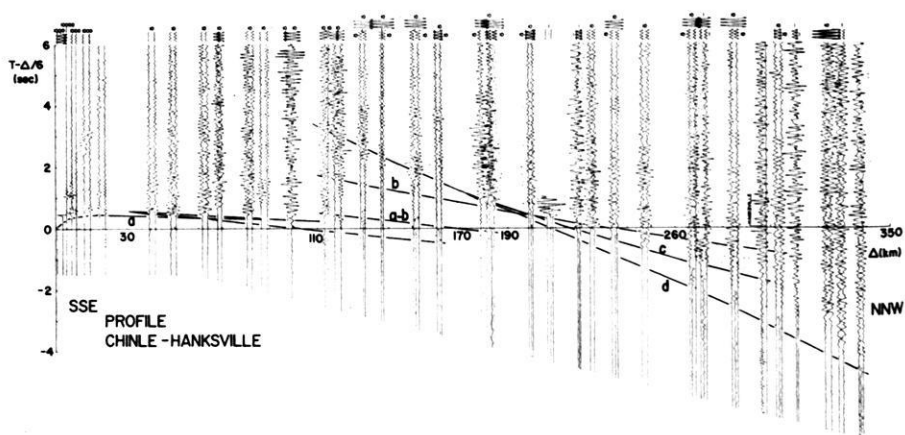 6
T-Δ/6
(sec)
4
2
0
-2
-4
a
b
a-b
c
d
30
110
170
190
260
350
Δ(km)
SSE
NNW
PROFILE
CHINLE-HANKSVILLE